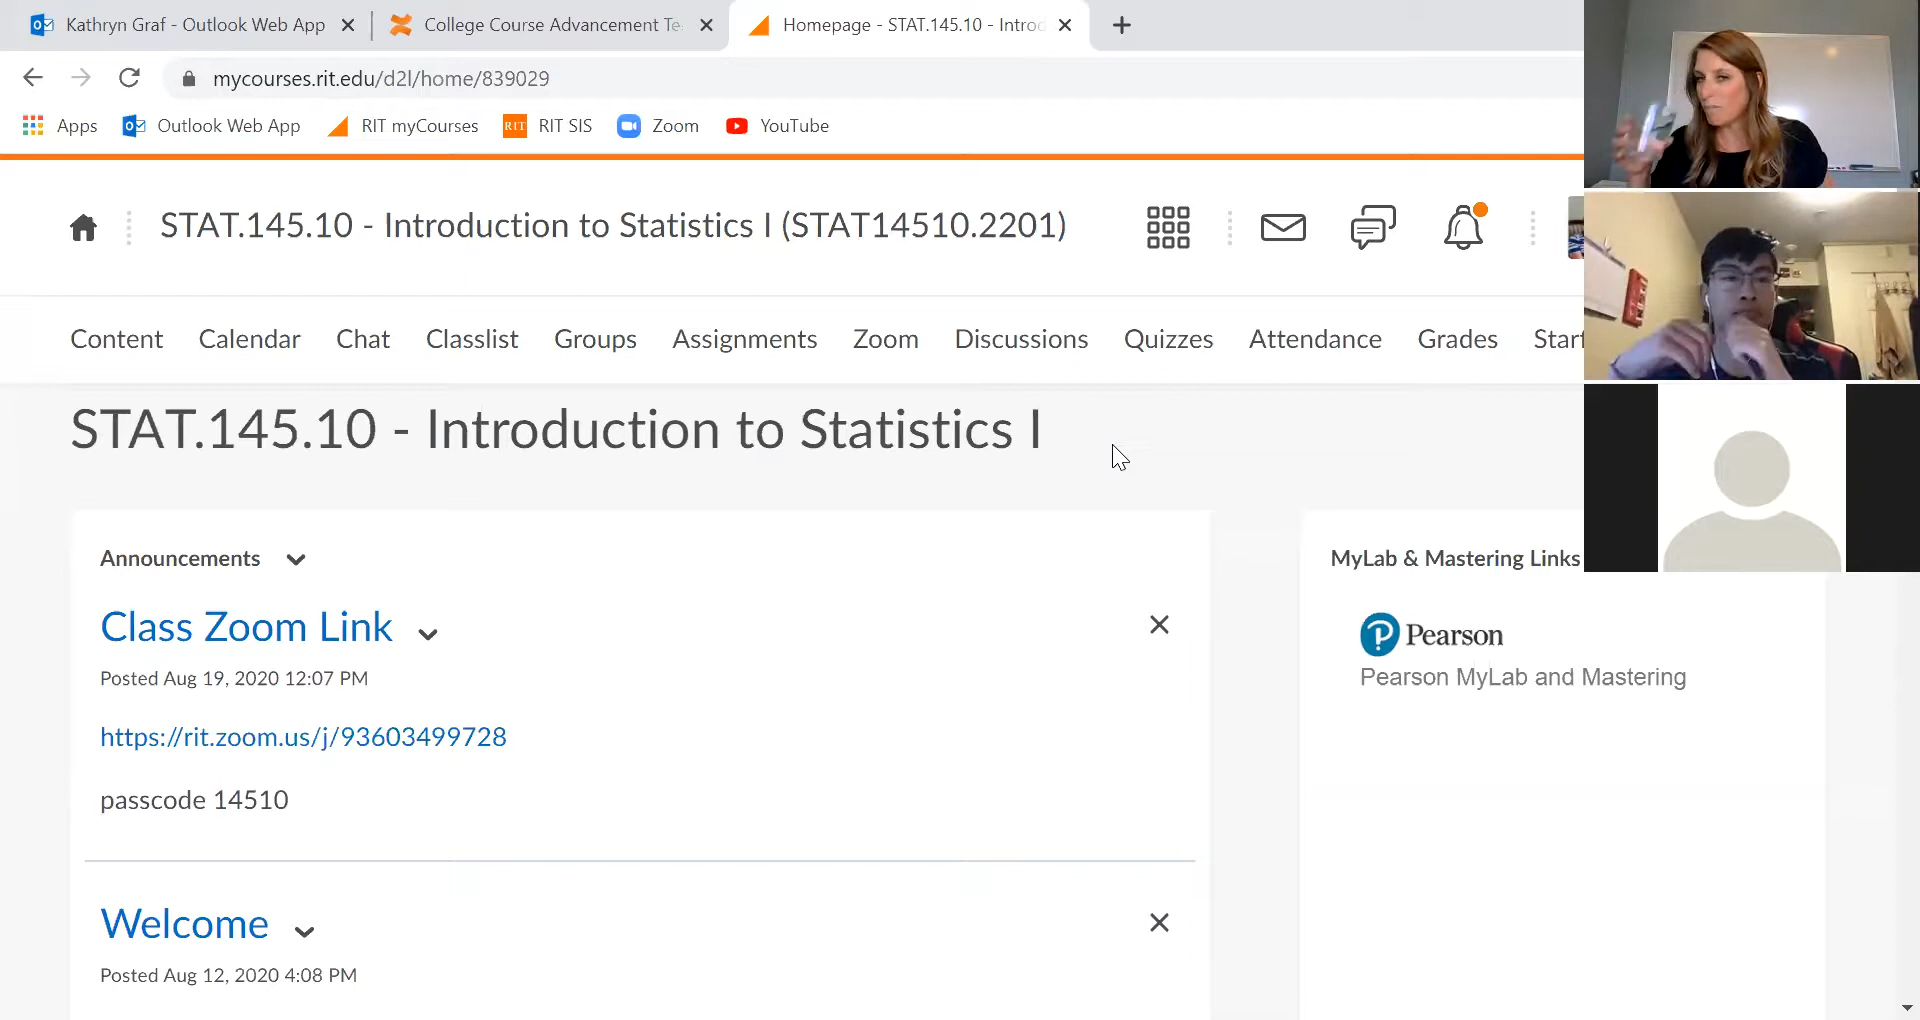 Kathryn Graf - Outlook Web App
College Course Advancement Te
Homepage - STAT.145.10 - Introd
mycourses.rit.edu/d2l/home/839029
Apps
Outlook Web App
RIT myCourses
RIT
RIT SIS
Zoom
YouTube
STAT.145.10 - Introduction to Statistics I (STAT14510.2201)
Content
Calendar
Chat
Classlist
Groups
Assignments
Zoom
Discussions
Quizzes
Attendance
Grades
Star
STAT.145.10 - Introduction to Statistics I
Announcements
Class Zoom Link
Posted Aug 19, 2020 12:07 PM
https://rit.zoom.us/j/93603499728
passcode 14510
Welcome
Posted Aug 12, 2020 4:08 PM
MyLab & Mastering Links
Pearson
Pearson MyLab and Mastering